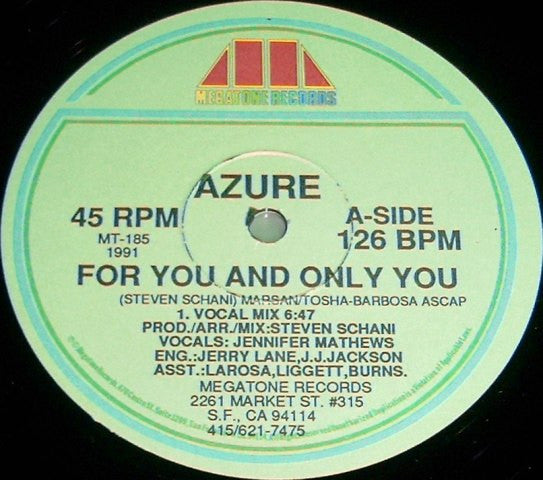 MEGATONE RECORDS
AZURE
45 RPM
A-SIDE
MT-185
126 BPM
1991
FOR YOU AND ONLY YOU
(STEVEN SCHANI) MARSAN/TOSHA-BARBOSA ASCAP
1. VOCAL MIX 6:47
PROD./ARR./MIX:STEVEN SCHANI
VOCALS: JENNIFER MATHEWS
ENG.:JERRY LANE,J.J.JACKSON
ASST.:LAROSA,LIGGETT,BURNS.
MEGATONE RECORDS
2261 MARKET ST. #315
S.F., CA 94114
415/621-7475